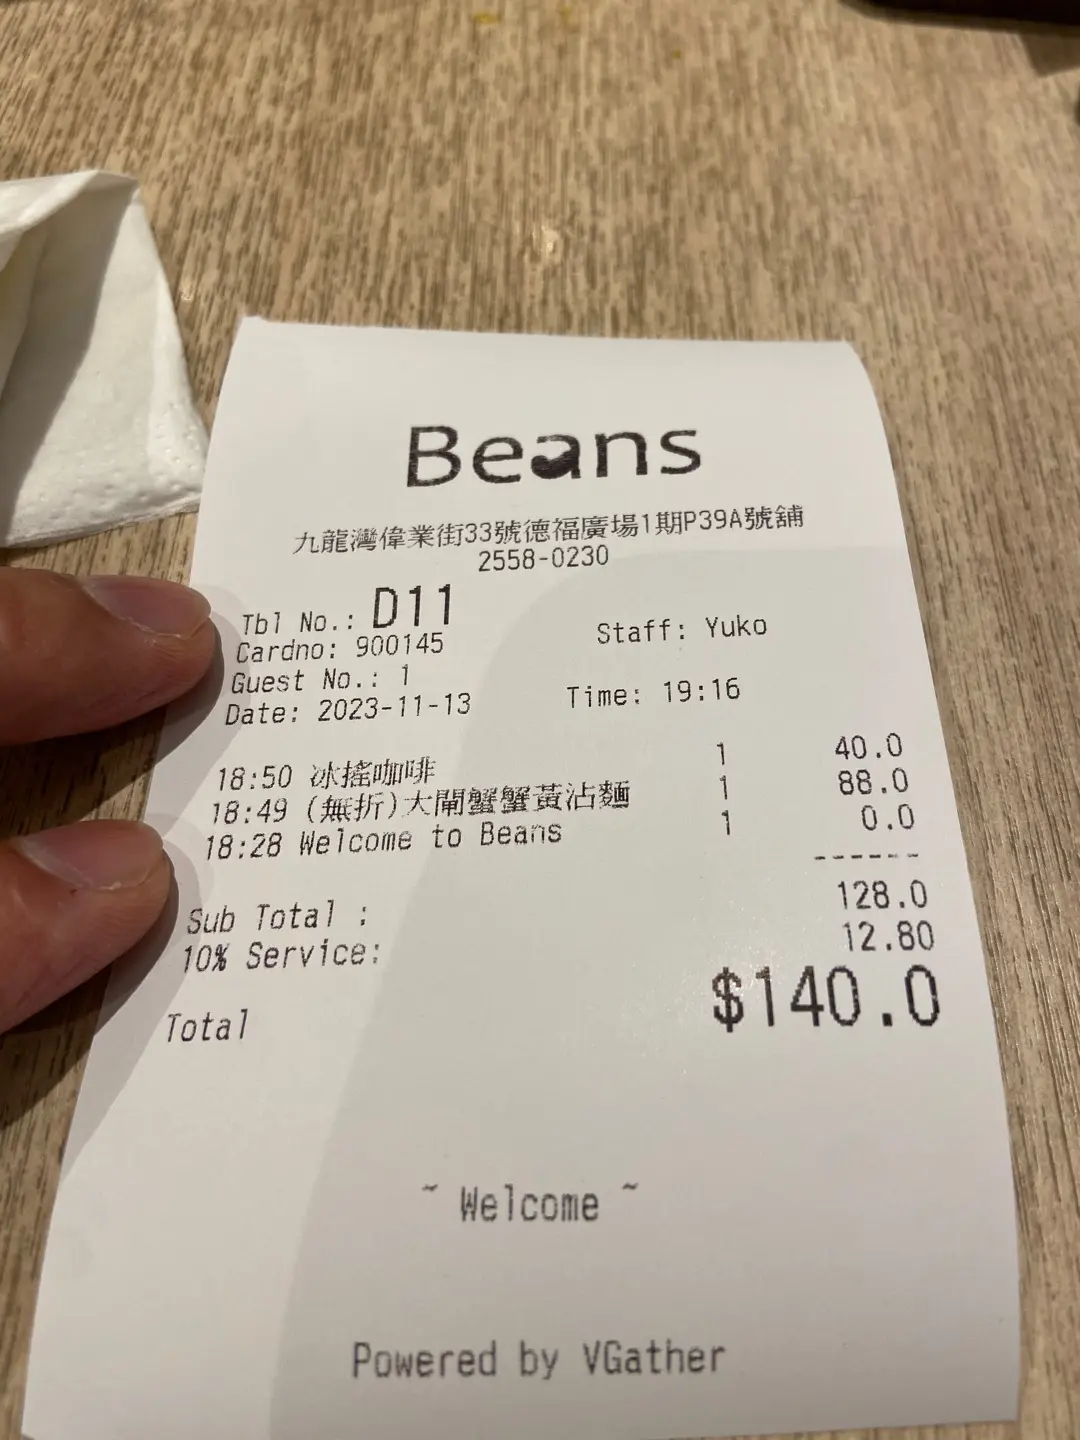 Beans
九龍灣偉業街33號德福廣場1期P39A號舖
2558-0230
Tbl No.: D11
Cardno: 900145 Staff: Yuko
Guest No.: 1
Date: 2023-11-13 Time: 19:16
18:50 冰搖咖啡 1 40.0
18:49 (無折)大閘蟹蟹黃沾麵 1 88.0
18:28 Welcome to Beans 1 0.0
------
Sub Total : 128.0
10% Service: 12.80
Total $140.0
~ Welcome ~
Powered by VGather